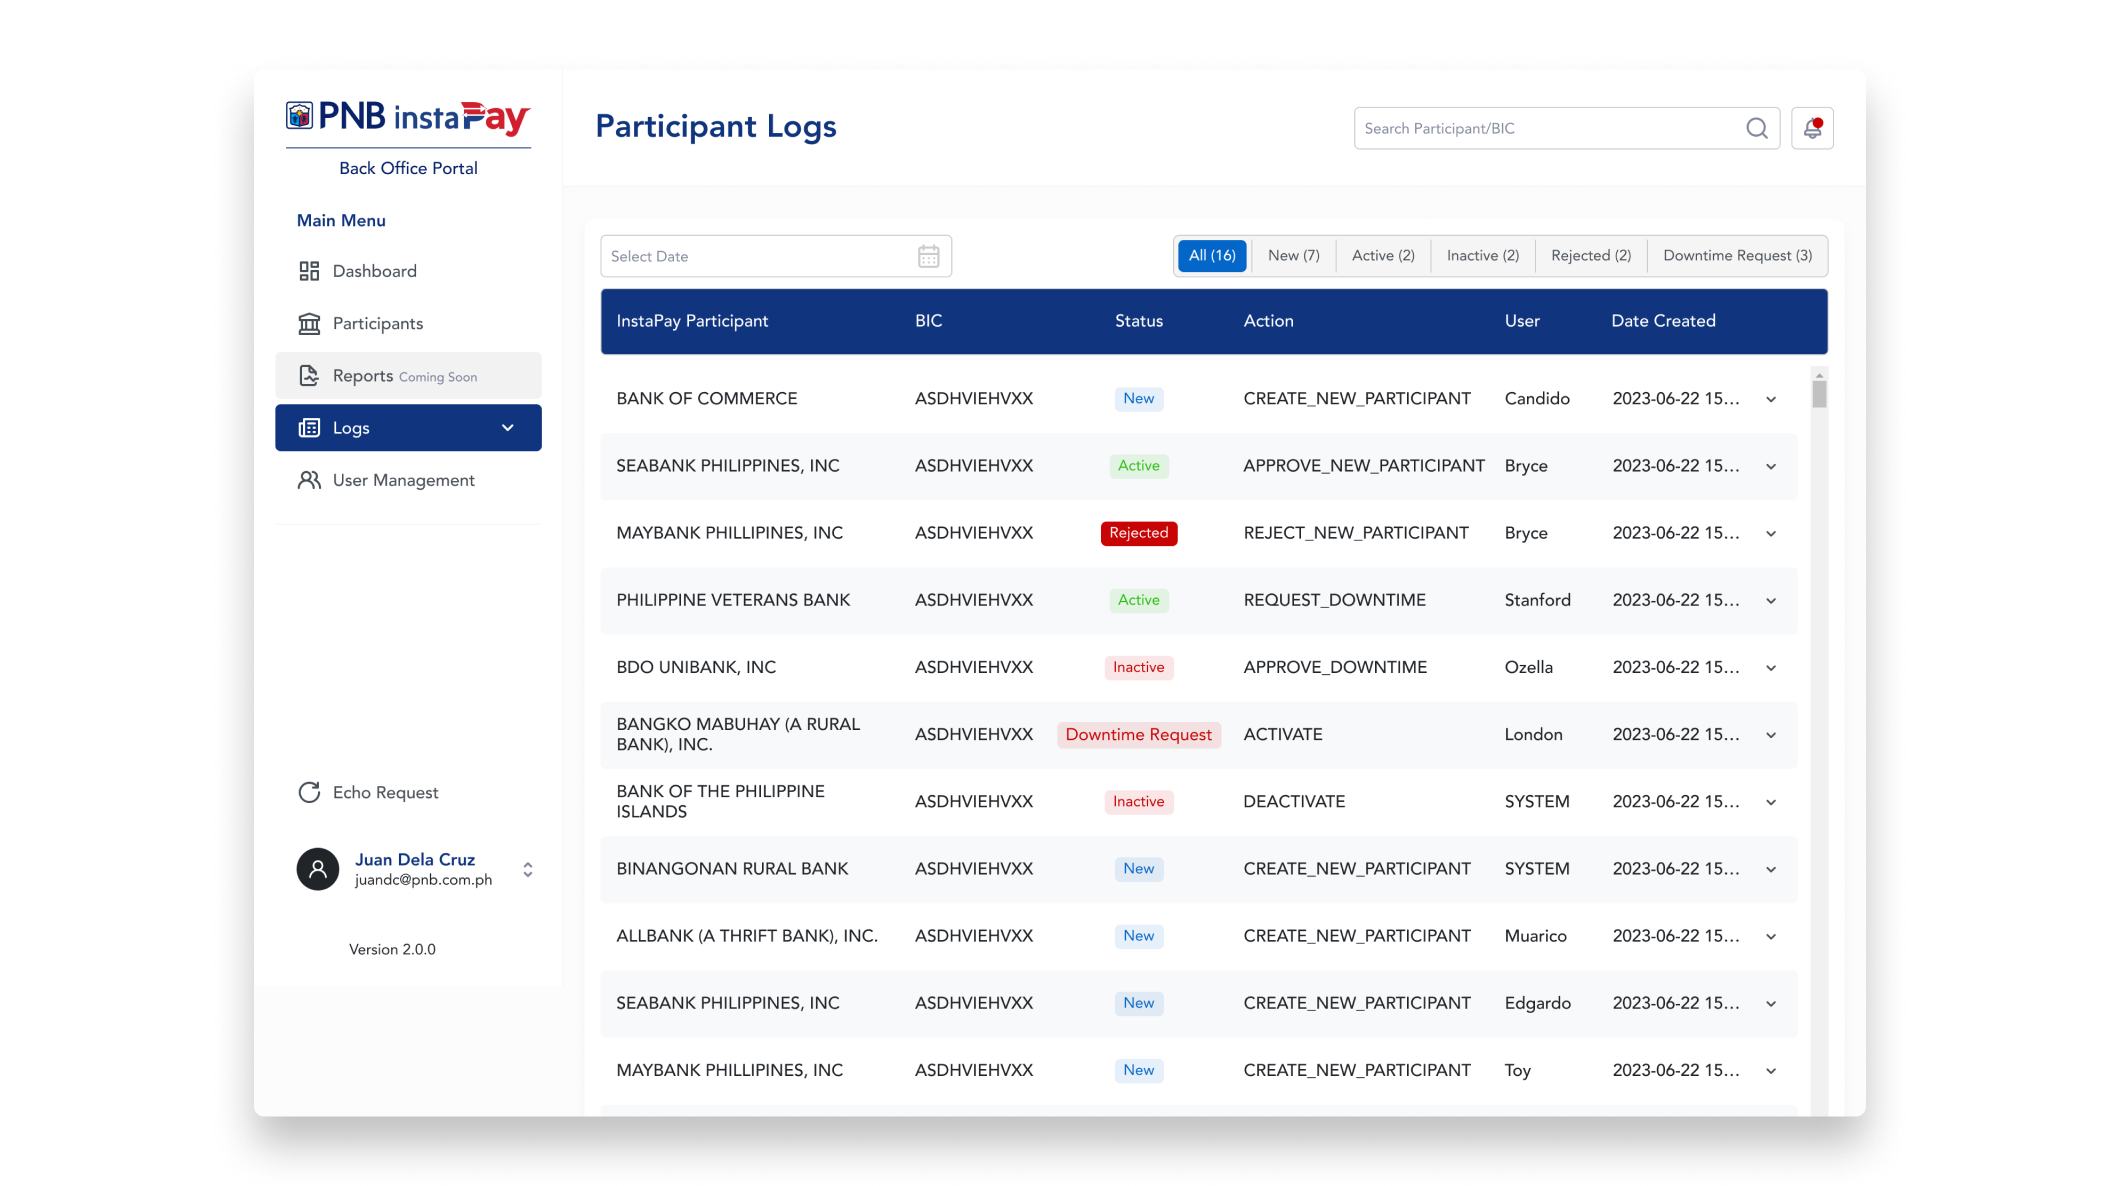 PNB instaPay
Back Office Portal
Main Menu
Dashboard
Participants
Reports Coming Soon
Logs
User Management
Echo Request
Juan Dela Cruz
juandc@pnb.com.ph
Version 2.0.0
Participant Logs
Search Participant/BIC
Select Date
All (16) New (7) Active (2) Inactive (2) Rejected (2) Downtime Request (3)
InstaPay Participant BIC Status Action User Date Created
BANK OF COMMERCE ASDHVIEHVXX New CREATE_NEW_PARTICIPANT Candido 2023-06-22 15...
SEABANK PHILIPPINES, INC ASDHVIEHVXX Active APPROVE_NEW_PARTICIPANT Bryce 2023-06-22 15...
MAYBANK PHILLIPINES, INC ASDHVIEHVXX Rejected REJECT_NEW_PARTICIPANT Bryce 2023-06-22 15...
PHILIPPINE VETERANS BANK ASDHVIEHVXX Active REQUEST_DOWNTIME Stanford 2023-06-22 15...
BDO UNIBANK, INC ASDHVIEHVXX Inactive APPROVE_DOWNTIME Ozella 2023-06-22 15...
BANGKO MABUHAY (A RURAL
BANK), INC. ASDHVIEHVXX Downtime Request ACTIVATE London 2023-06-22 15...
BANK OF THE PHILIPPINE
ISLANDS ASDHVIEHVXX Inactive DEACTIVATE SYSTEM 2023-06-22 15...
BINANGONAN RURAL BANK ASDHVIEHVXX New CREATE_NEW_PARTICIPANT SYSTEM 2023-06-22 15...
ALLBANK (A THRIFT BANK), INC. ASDHVIEHVXX New CREATE_NEW_PARTICIPANT Muarico 2023-06-22 15...
SEABANK PHILIPPINES, INC ASDHVIEHVXX New CREATE_NEW_PARTICIPANT Edgardo 2023-06-22 15...
MAYBANK PHILLIPINES, INC ASDHVIEHVXX New CREATE_NEW_PARTICIPANT Toy 2023-06-22 15...